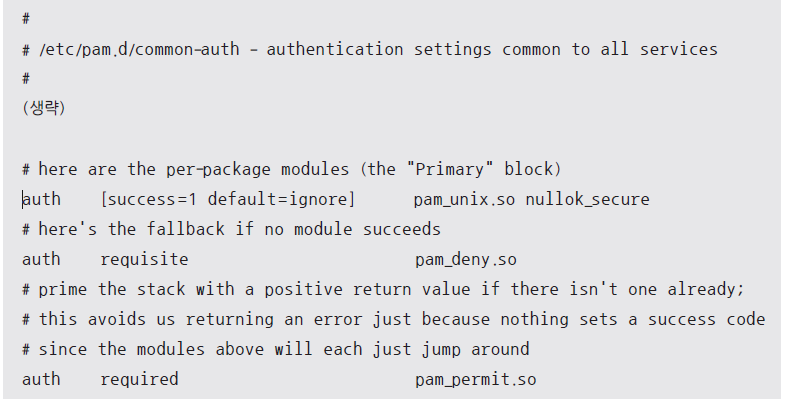 #
# /etc/pam.d/common-auth - authentication settings common to all services
#
(생략)
# here are the per-package modules (the "Primary" block)
auth [success=1 default=ignore] pam_unix.so nullok_secure
# here's the fallback if no module succeeds
auth requisite pam_deny.so
# prime the stack with a positive return value if there isn't one already;
# this avoids us returning an error just because nothing sets a success code
# since the modules above will each just jump around
auth required pam_permit.so